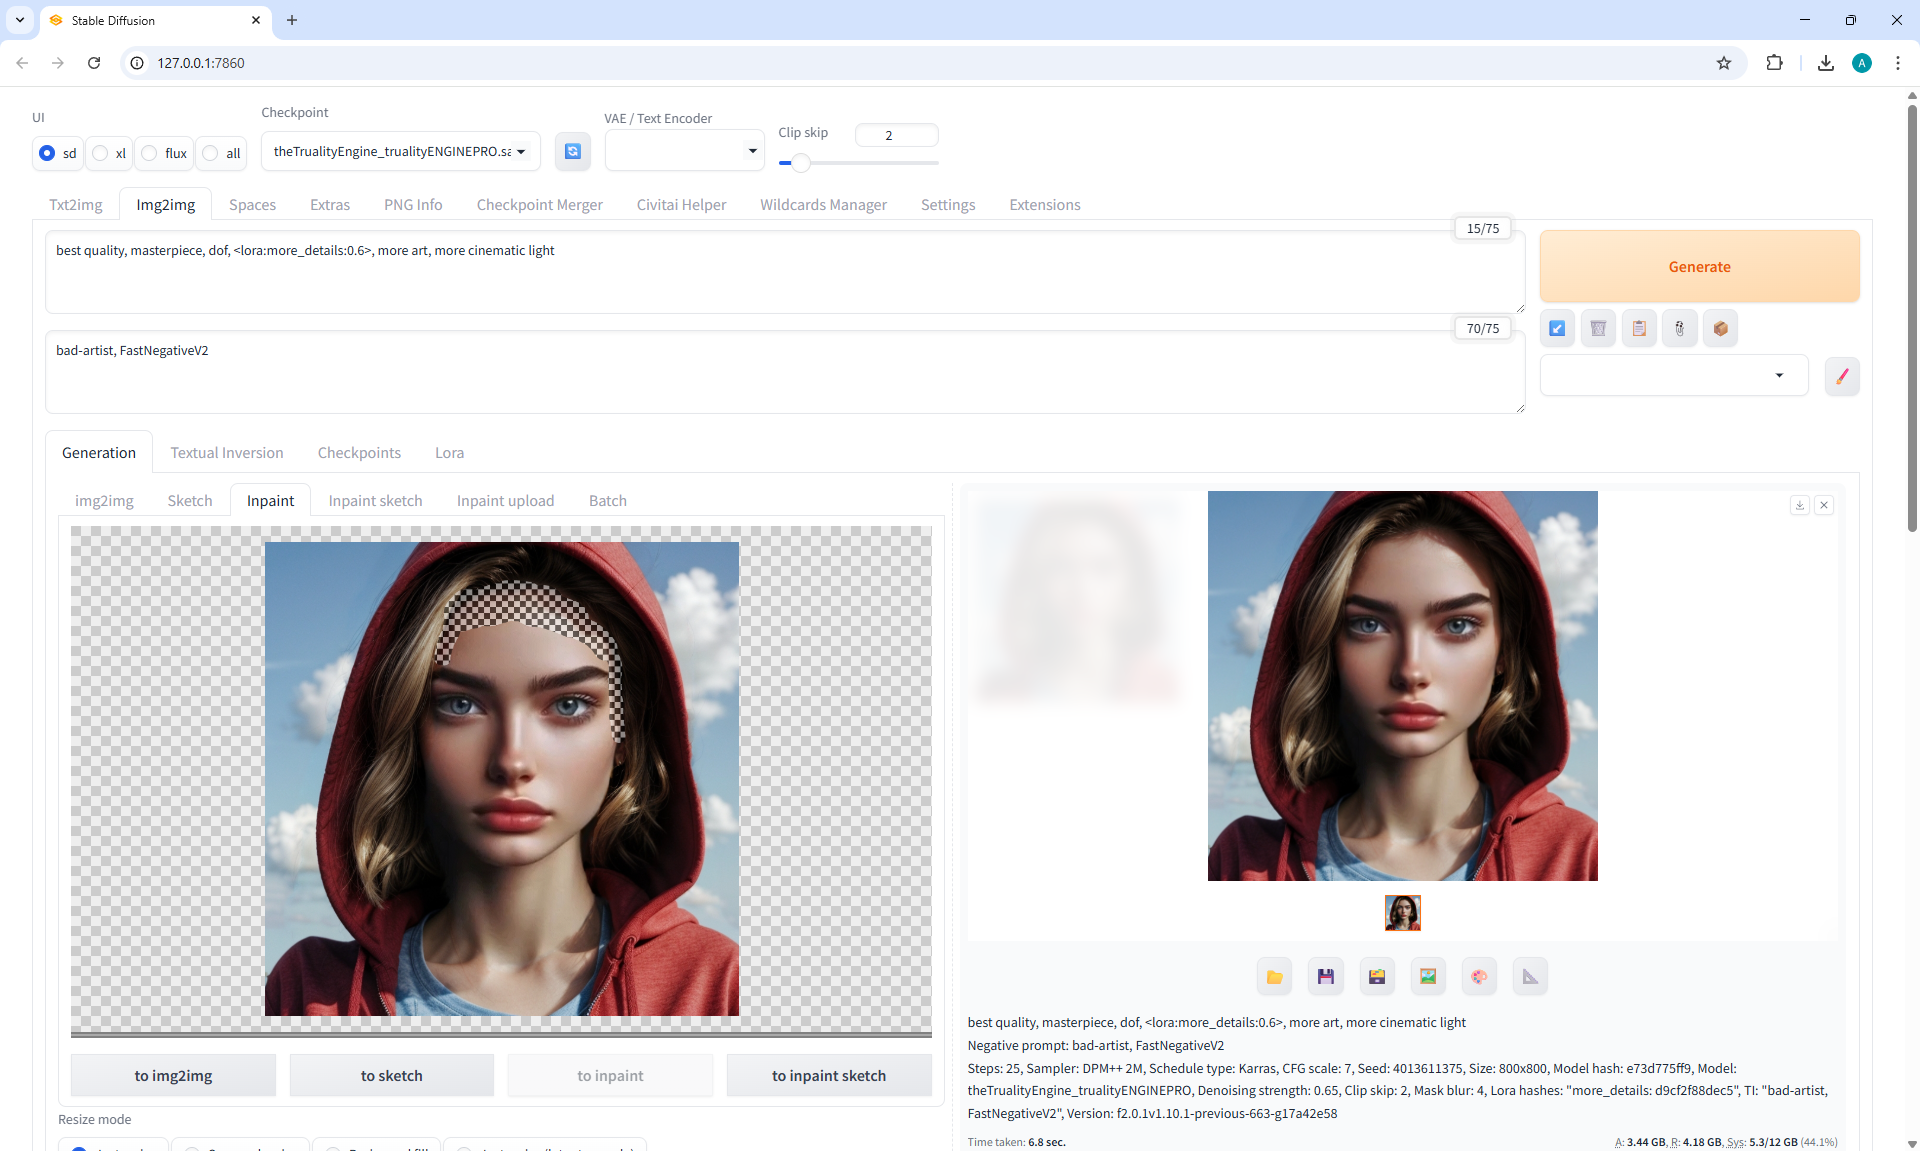 Stable Diffusion
127.0.0.1:7860
A
UI
Checkpoint
VAE / Text Encoder
Clip skip
2
sd
xl
flux
all
theTrualityEngine_trualityENGINEPRO.sa
Txt2img
Img2img
Spaces
Extras
PNG Info
Checkpoint Merger
Civitai Helper
Wildcards Manager
Settings
Extensions
15/75
best quality, masterpiece, dof, <lora:more_details:0.6>, more art, more cinematic light
Generate
70/75
bad-artist, FastNegativeV2
Generation
Textual Inversion
Checkpoints
Lora
img2img
Sketch
Inpaint
Inpaint sketch
Inpaint upload
Batch
to img2img
to sketch
to inpaint
to inpaint sketch
Resize mode
best quality, masterpiece, dof, <lora:more_details:0.6>, more art, more cinematic light
Negative prompt: bad-artist, FastNegativeV2
Steps: 25, Sampler: DPM++ 2M, Schedule type: Karras, CFG scale: 7, Seed: 4013611375, Size: 800x800, Model hash: e73d775ff9, Model:
theTrualityEngine_trualityENGINEPRO, Denoising strength: 0.65, Clip skip: 2, Mask blur: 4, Lora hashes: "more_details: d9cf2f88dec5", TI: "bad-artist,
FastNegativeV2", Version: f2.0.1v1.10.1-previous-663-g17a42e58
Time taken: 6.8 sec.
A: 3.44 GB, R: 4.18 GB, Sys: 5.3/12 GB (44.1%)